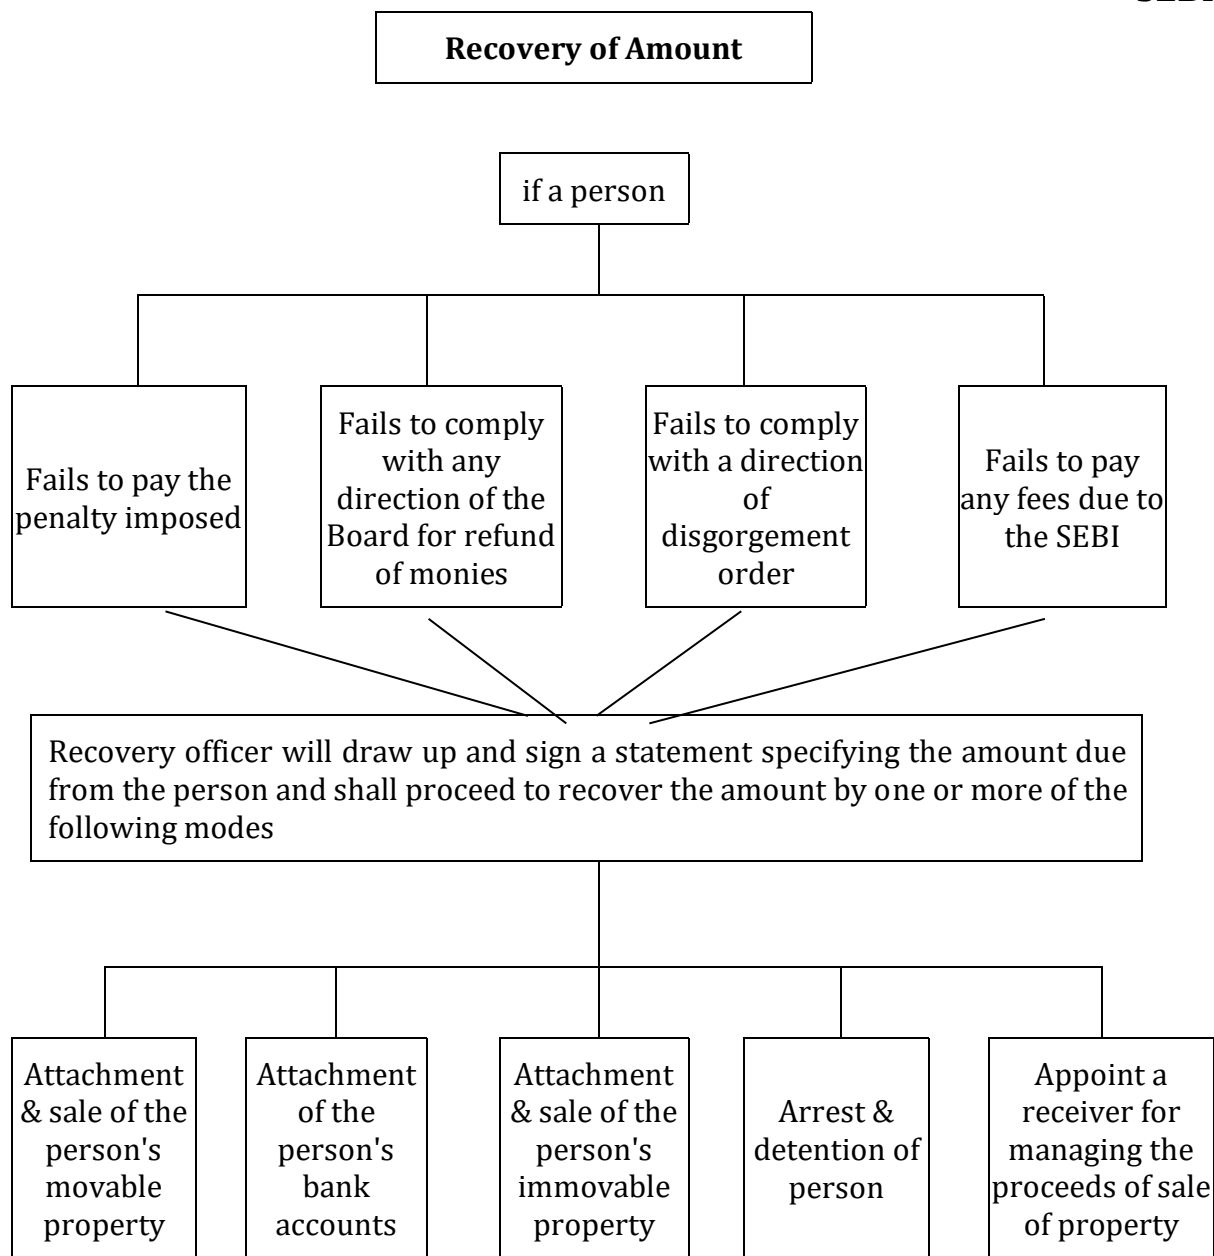 Recovery of Amount
if a person
Fails to pay the
penalty imposed
Fails to comply
with any
direction of the
Board for refund
of monies
Fails to comply
with a direction
of
disgorgement
order
Fails to pay
any fees due to
the SEBI
Recovery officer will draw up and sign a statement specifying the amount due
from the person and shall proceed to recover the amount by one or more of the
following modes
Attachment
& sale of the
person's
movable
property
Attachment
of the
person's
bank
accounts
Attachment
& sale of the
person's
immovable
property
Arrest &
detention of
person
Appoint a
receiver for
managing the
proceeds of sale
of property